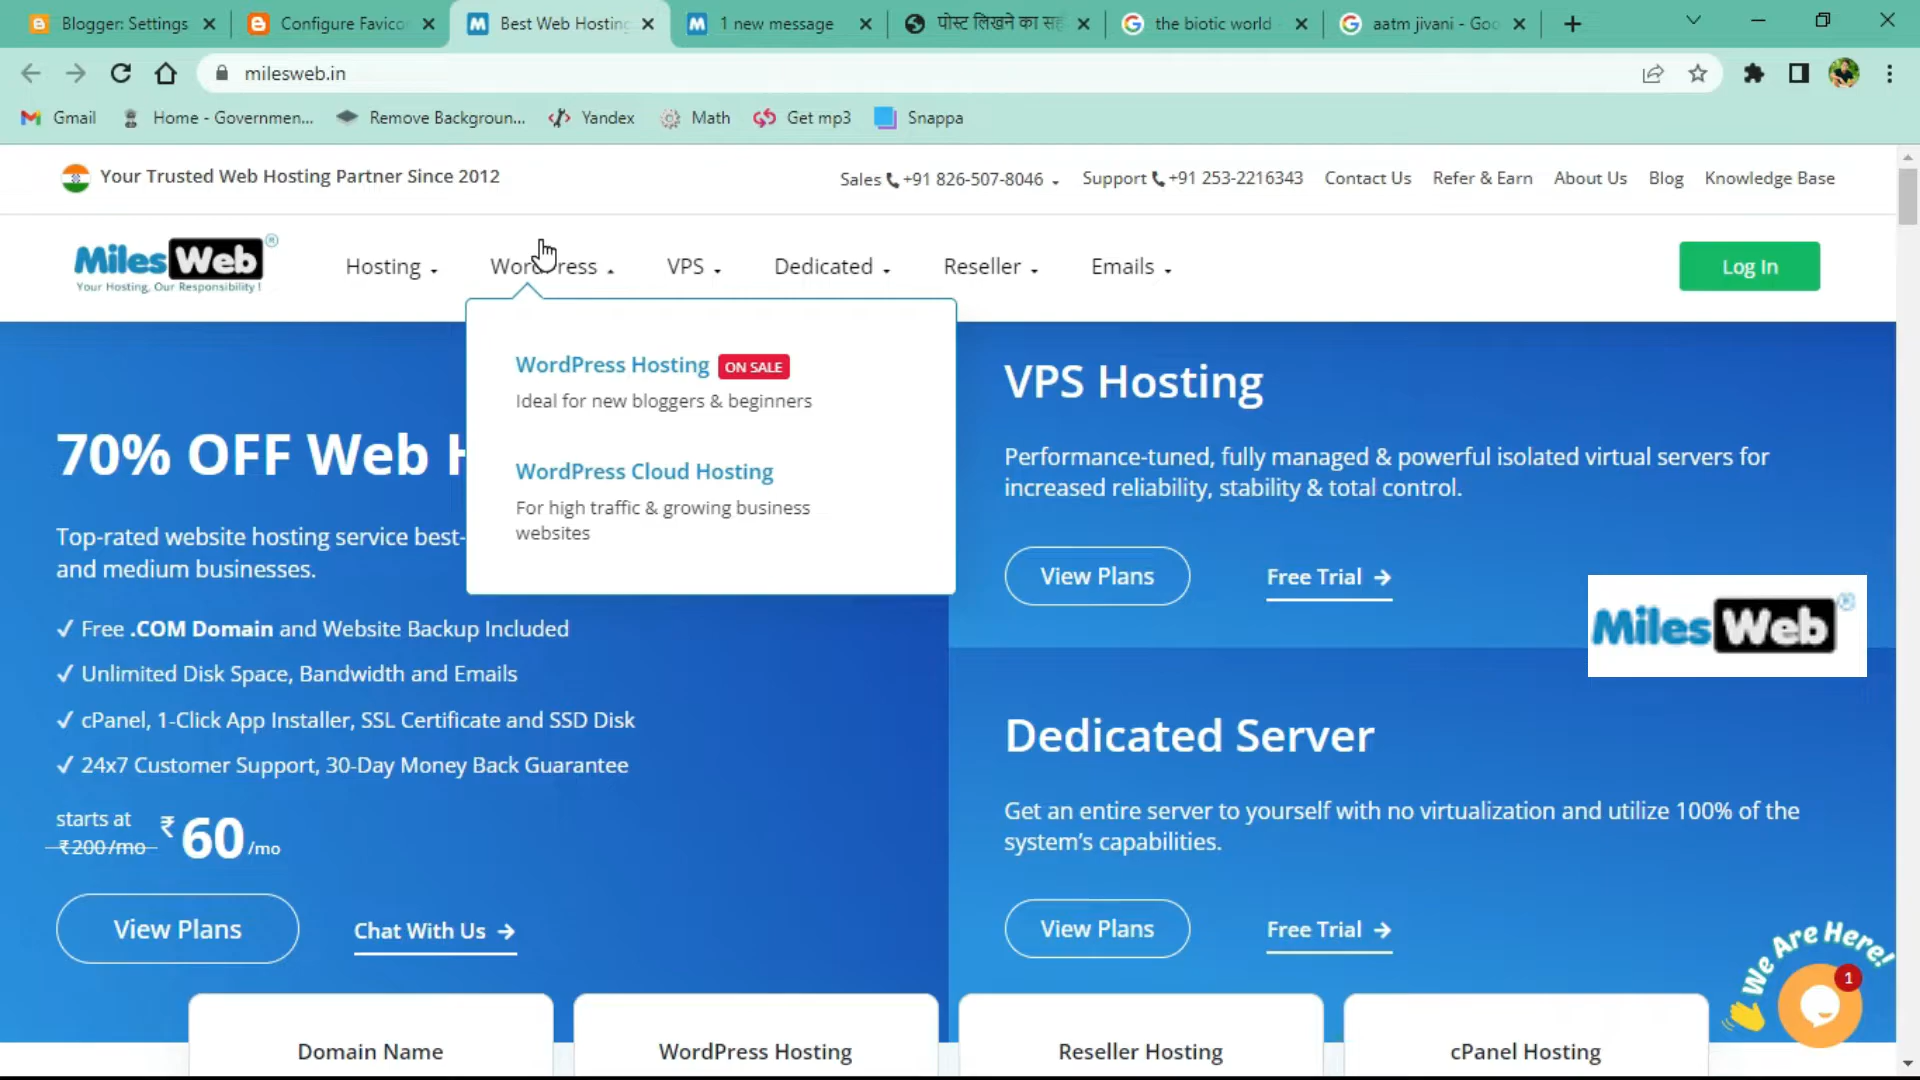 Blogger: Settings
Configure Favico
Best Web Hosting
1 new message
पोस्ट लिखने का सह
the biotic world
aatm jivani - Goo
milesweb.in
Gmail
Home - Governmen...
Remove Backgroun...
Yandex
Math
Get mp3
Snappa
Your Trusted Web Hosting Partner Since 2012
Sales +91 826-507-8046
Support +91 253-2216343
Contact Us
Refer & Earn
About Us
Blog
Knowledge Base
MilesWeb®
Your Hosting, Our Responsibility !
Hosting
WordPress
VPS
Dedicated
Reseller
Emails
Log In
WordPress Hosting ON SALE
Ideal for new bloggers & beginners
WordPress Cloud Hosting
For high traffic & growing business
websites
70% OFF Web H
Top-rated website hosting service best-
and medium businesses.
✓ Free .COM Domain and Website Backup Included
✓ Unlimited Disk Space, Bandwidth and Emails
✓ cPanel, 1-Click App Installer, SSL Certificate and SSD Disk
✓ 24x7 Customer Support, 30-Day Money Back Guarantee
starts at
₹200/mo
₹60/mo
View Plans
Chat With Us →
VPS Hosting
Performance-tuned, fully managed & powerful isolated virtual servers for
increased reliability, stability & total control.
View Plans
Free Trial →
MilesWeb®
Dedicated Server
Get an entire server to yourself with no virtualization and utilize 100% of the
system's capabilities.
View Plans
Free Trial →
We Are Here!
1
Domain Name
WordPress Hosting
Reseller Hosting
cPanel Hosting